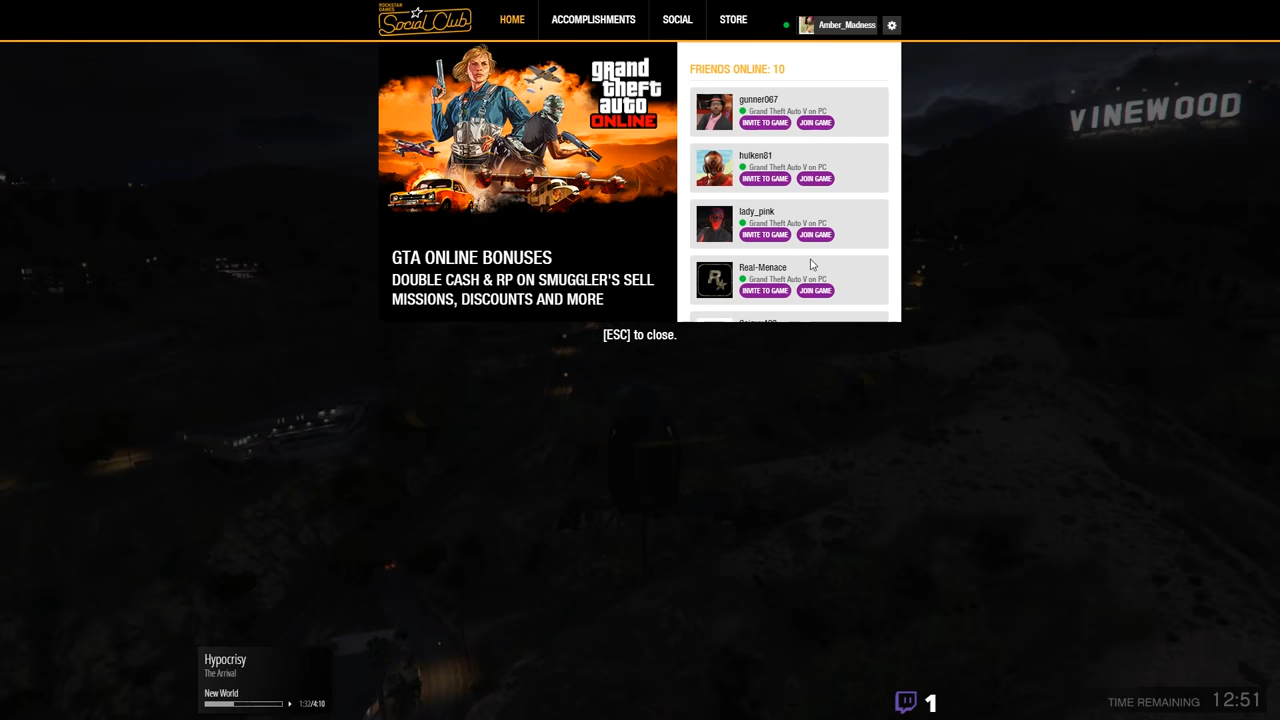 ROCKSTAR
GAMES
Social Club
HOME
ACCOMPLISHMENTS
SOCIAL
STORE
Amber_Madness
grand
theft
auto
ONLINE
GTA ONLINE BONUSES
DOUBLE CASH & RP ON SMUGGLER'S SELL
MISSIONS, DISCOUNTS AND MORE
FRIENDS ONLINE: 10
gunner067
Grand Theft Auto V on PC
INVITE TO GAME JOIN GAME
hulken81
Grand Theft Auto V on PC
INVITE TO GAME JOIN GAME
lady_pink
Grand Theft Auto V on PC
INVITE TO GAME JOIN GAME
Real-Menace
Grand Theft Auto V on PC
INVITE TO GAME JOIN GAME
[ESC] to close.
VINEWOOD
Hypocrisy
The Arrival
New World
1:32/4:10
1
TIME REMAINING 12:51